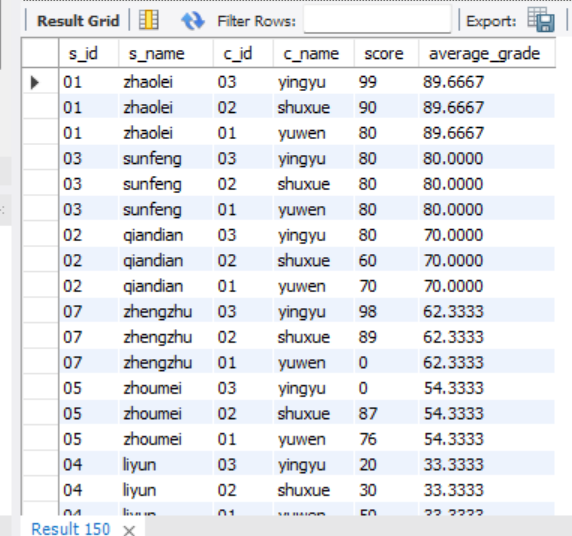 Result Grid Filter Rows: Export:
s_id s_name c_id c_name score average_grade
01 zhaolei 03 yingyu 99 89.6667
01 zhaolei 02 shuxue 90 89.6667
01 zhaolei 01 yuwen 80 89.6667
03 sunfeng 03 yingyu 80 80.0000
03 sunfeng 02 shuxue 80 80.0000
03 sunfeng 01 yuwen 80 80.0000
02 qiandian 03 yingyu 80 70.0000
02 qiandian 02 shuxue 60 70.0000
02 qiandian 01 yuwen 70 70.0000
07 zhengzhu 03 yingyu 98 62.3333
07 zhengzhu 02 shuxue 89 62.3333
07 zhengzhu 01 yuwen 0 62.3333
05 zhoumei 03 yingyu 0 54.3333
05 zhoumei 02 shuxue 87 54.3333
05 zhoumei 01 yuwen 76 54.3333
04 liyun 03 yingyu 20 33.3333
04 liyun 02 shuxue 30 33.3333
04 liyun 01 yuwen 50 33.3333
Result 150